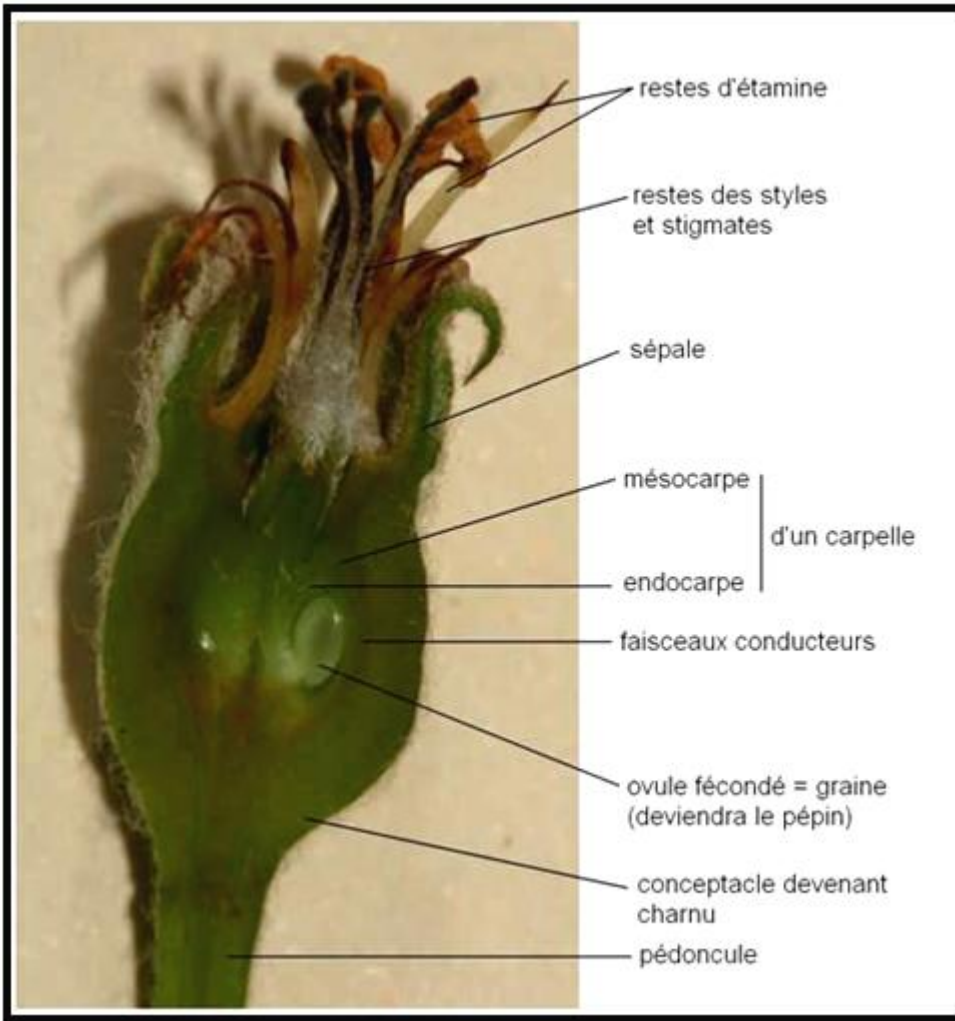 restes d'étamine
restes des styles
et stigmates
sépale
mésocarpe
d'un carpelle
endocarpe
faisceaux conducteurs
ovule fécondé = graine
(deviendra le pépin)
conceptacle devenant
charnu
pédoncule